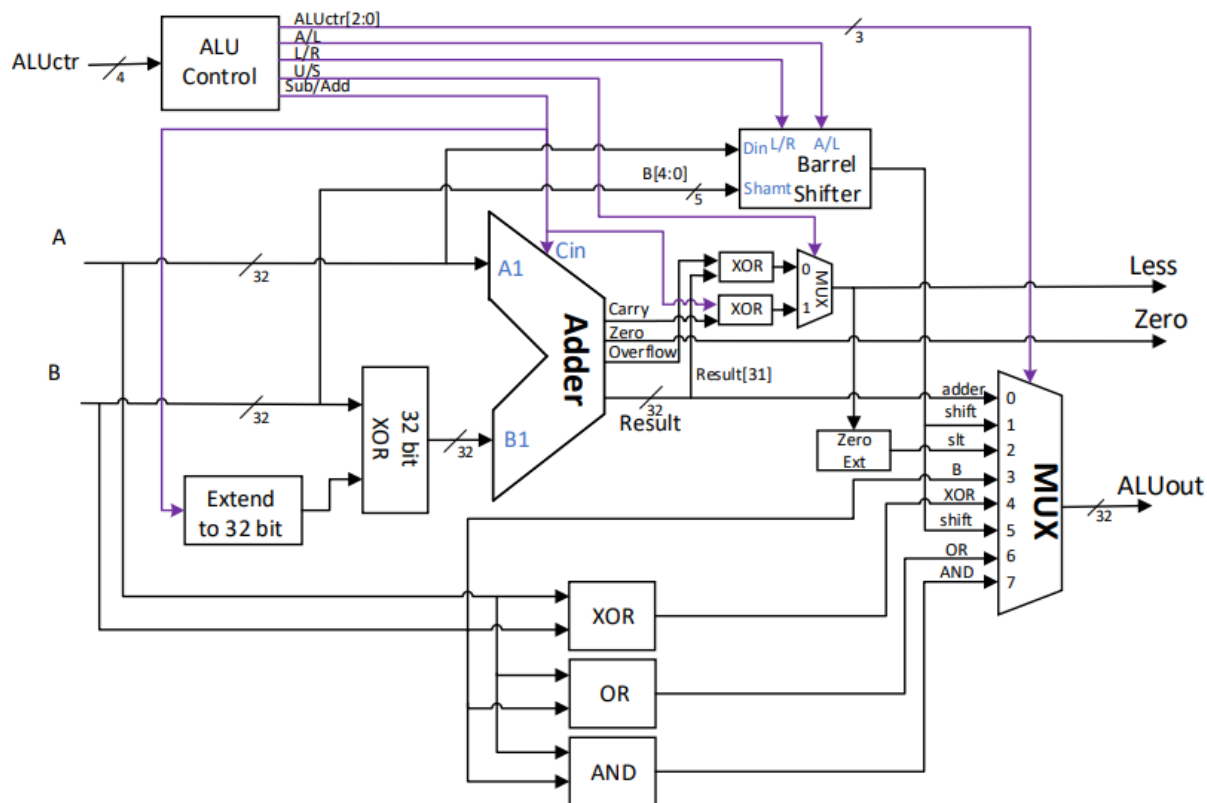 ALUctr
4
ALU
Control
ALUctr[2:0]
A/L
L/R
U/S
Sub/Add
3
Din
L/R
A/L
Shamt
Barrel
Shifter
B[4:0]
5
A
32
B
32
A1
Cin
B1
Adder
Carry
Zero
Overflow
32
Result
Result[31]
XOR
XOR
0
1
MUX
Less
Zero
32 bit
XOR
32
Extend
to 32 bit
Zero
Ext
adder
shift
slt
B
XOR
shift
OR
AND
0
1
2
3
4
5
6
7
MUX
ALUout
32
XOR
OR
AND